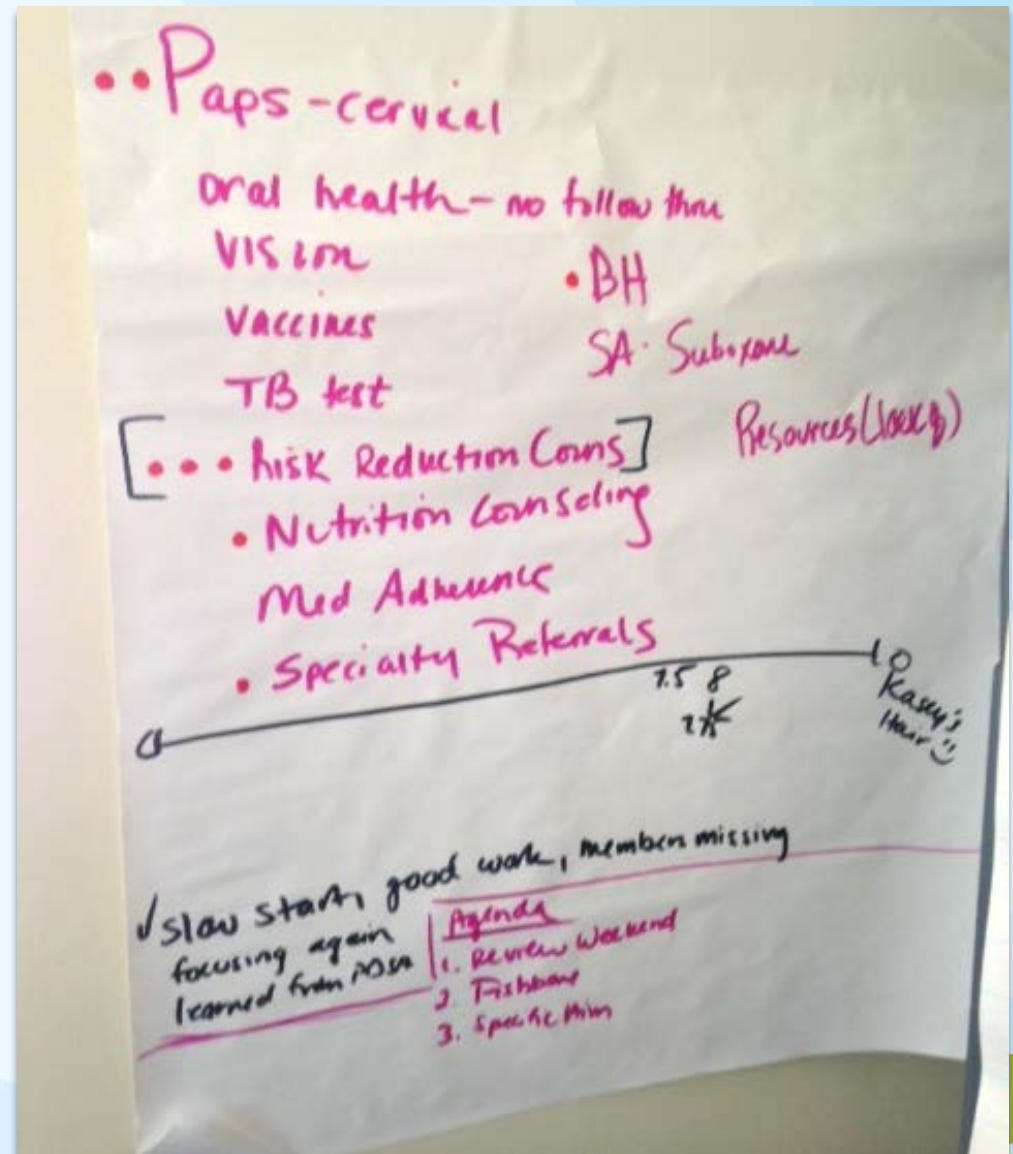 •• Paps - cervical
oral health - no follow thru
Vision
• BH
Vaccines
SA · Suboxone
TB test
Resources (lack of)
[• • • Risk Reduction Couns]
• Nutrition Counseling
Med Adherence
• Specialty Referrals
0
7.5 8
10
Kasey's
Hair ☺
✓ slow start, good work, members missing
focusing again
learned from PDSA
Agenda
1. Review Weekend
2. Fishbone
3. Specific Aim